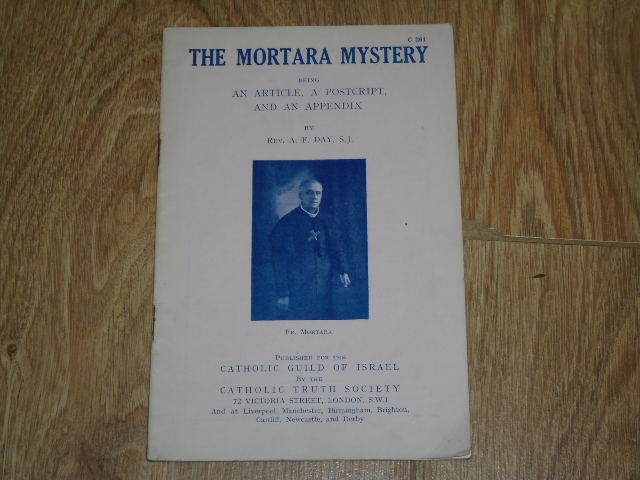 C 261
THE MORTARA MYSTERY
BEING
AN ARTICLE, A POSTCRIPT,
AND AN APPENDIX
BY
REV. A. F. DAY, S.J.
FR. MORTARA
PUBLISHED FOR THE
CATHOLIC GUILD OF ISRAEL
BY THE
CATHOLIC TRUTH SOCIETY
72 VICTORIA STREET, LONDON, S.W.1
And at Liverpool, Manchester, Birmingham, Brighton,
Cardiff, Newcastle, and Derby